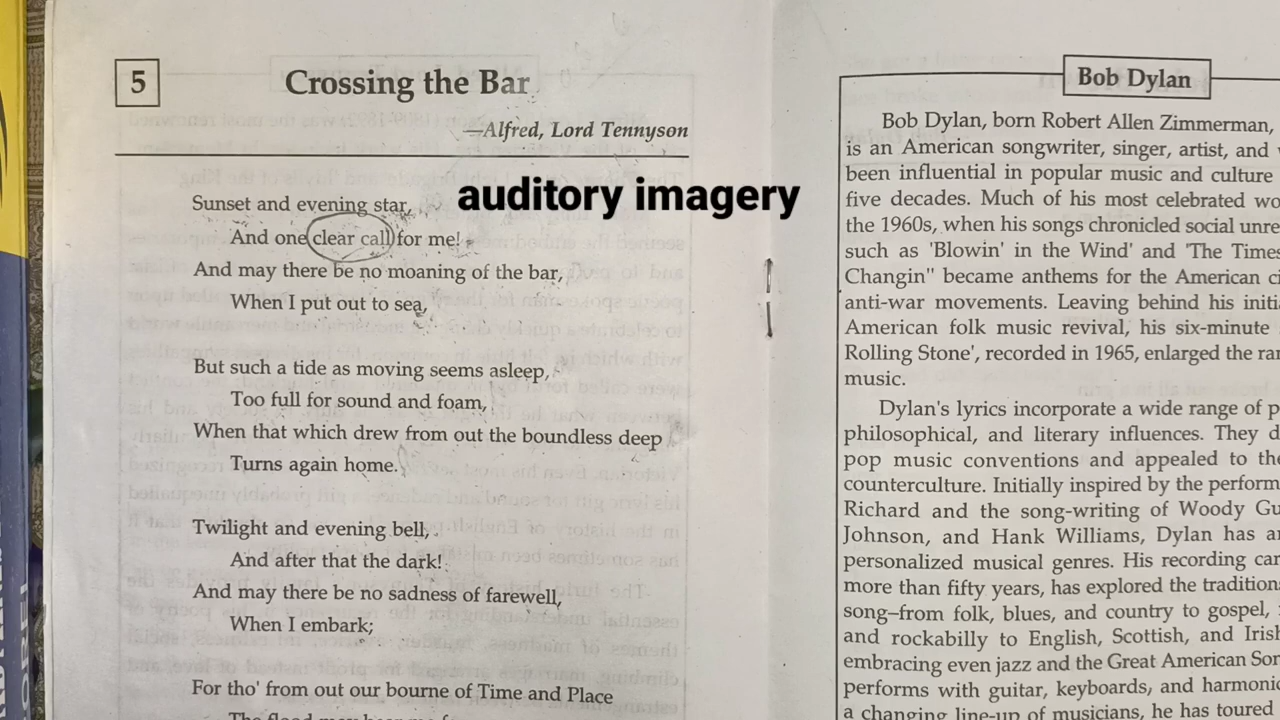 5
Crossing the Bar
—Alfred, Lord Tennyson
auditory imagery
Sunset and evening star,
And one clear call for me!
And may there be no moaning of the bar,
When I put out to sea,
But such a tide as moving seems asleep,
Too full for sound and foam,
When that which drew from out the boundless deep
Turns again home.
Twilight and evening bell,
And after that the dark!
And may there be no sadness of farewell,
When I embark;
For tho' from out our bourne of Time and Place
Bob Dylan
Bob Dylan, born Robert Allen Zimmerman,
is an American songwriter, singer, artist, and
been influential in popular music and culture
five decades. Much of his most celebrated
the 1960s, when his songs chronicled social
such as 'Blowin' in the Wind' and 'The Times
Changin" became anthems for the American
anti-war movements. Leaving behind his
American folk music revival, his six-minute
Rolling Stone', recorded in 1965, enlarged the
music.
Dylan's lyrics incorporate a wide range of
philosophical, and literary influences. They
pop music conventions and appealed to the
counterculture. Initially inspired by the
Richard and the song-writing of Woody
Johnson, and Hank Williams, Dylan has
personalized musical genres. His recording
more than fifty years, has explored the
song–from folk, blues, and country to gospel,
and rockabilly to English, Scottish, and
embracing even jazz and the Great American
performs with guitar, keyboards, and
a changing line-up of musicians, he has toured